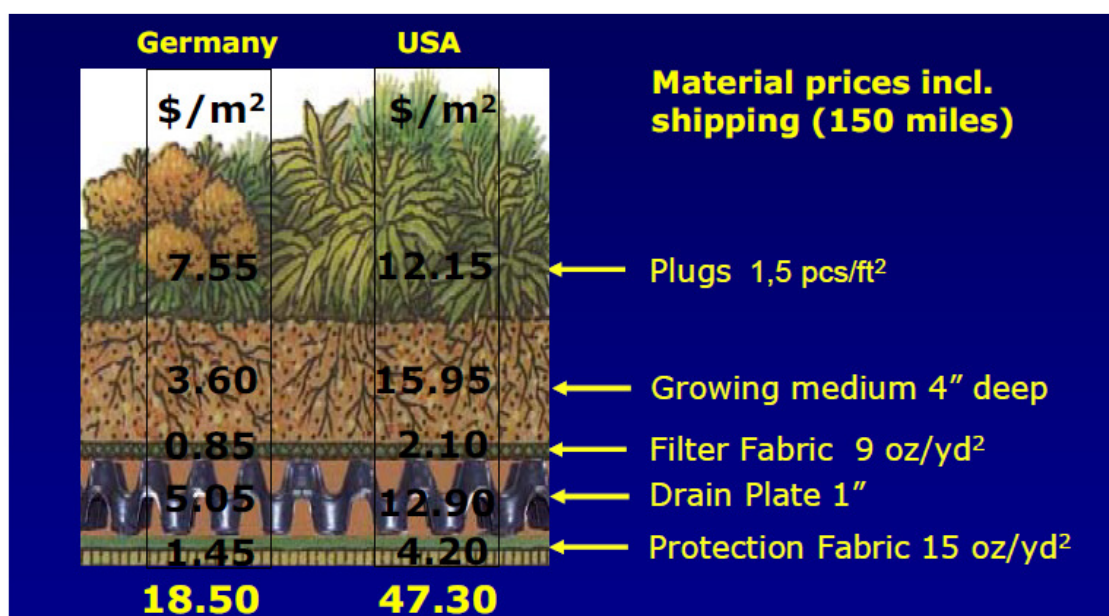 Germany USA
$/m² $/m²
Material prices incl.
shipping (150 miles)
7.55 12.15 Plugs 1,5 pcs/ft²
3.60 15.95 Growing medium 4” deep
0.85 2.10 Filter Fabric 9 oz/yd²
5.05 12.90 Drain Plate 1”
1.45 4.20 Protection Fabric 15 oz/yd²
18.50 47.30